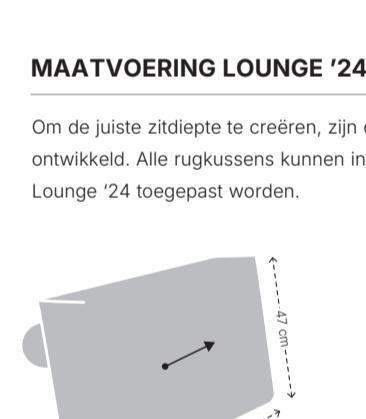 MAATVOERING LOUNGE ’24
Om de juiste zitdiepte te creëren, zijn
ontwikkeld. Alle rugkussens kunnen in
Lounge ‘24 toegepast worden.
47 cm